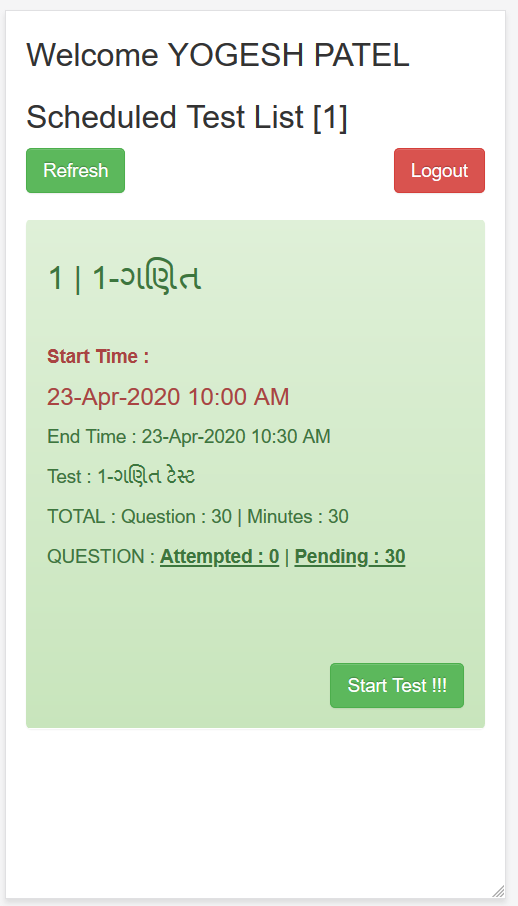 Welcome YOGESH PATEL
Scheduled Test List [1]
Refresh
Logout
1 | 1-ગણિત
Start Time :
23-Apr-2020 10:00 AM
End Time : 23-Apr-2020 10:30 AM
Test : 1-ગણિત ટેસ્ટ
TOTAL : Question : 30 | Minutes : 30
QUESTION : Attempted : 0 | Pending : 30
Start Test !!!